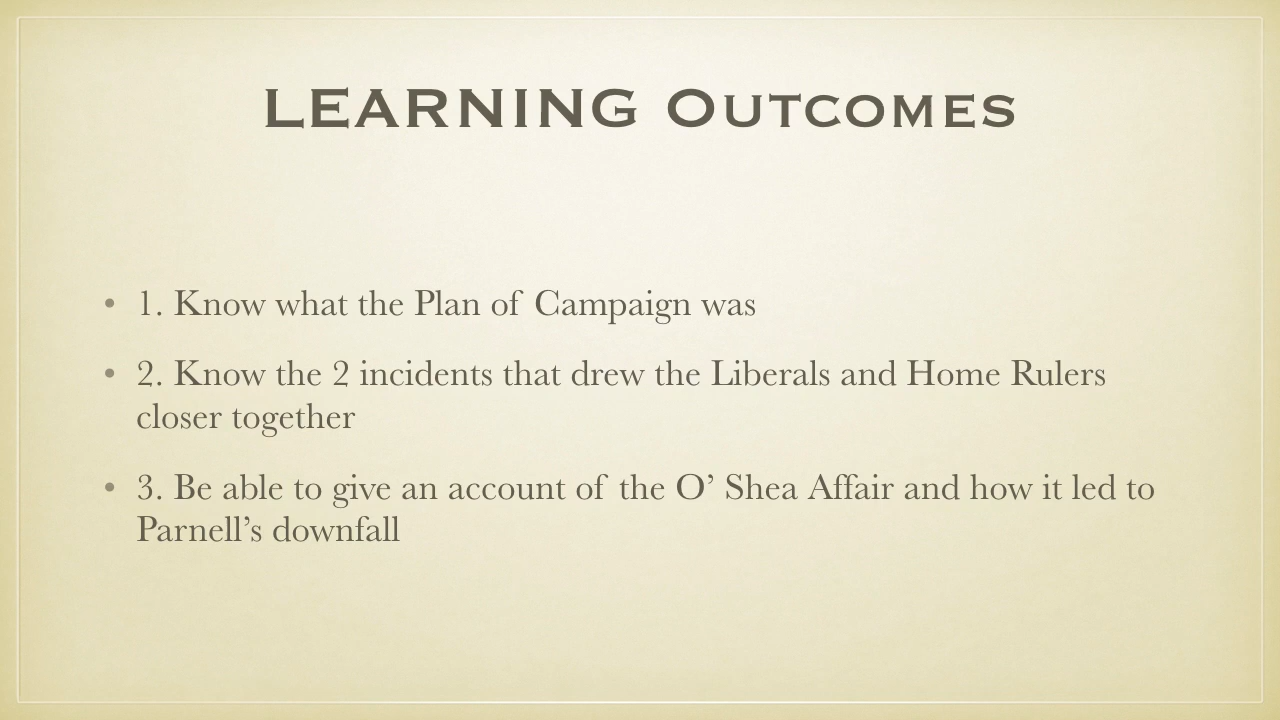 LEARNING OUTCOMES
• 1. Know what the Plan of Campaign was
• 2. Know the 2 incidents that drew the Liberals and Home Rulers
closer together
• 3. Be able to give an account of the O’ Shea Affair and how it led to
Parnell’s downfall